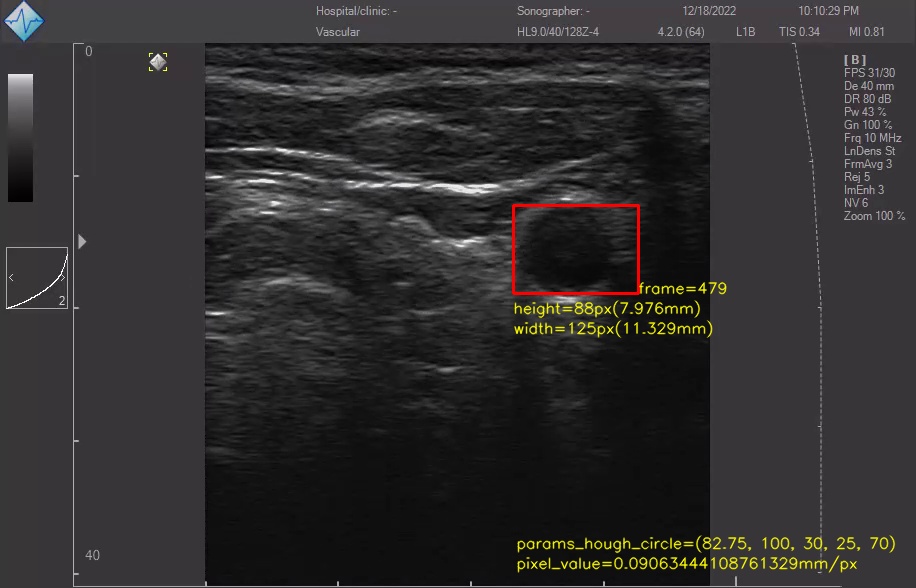 Hospital/clinic: - Sonographer: - 12/18/2022 10:10:29 PM
Vascular HL9.0/40/128Z-4 4.2.0 (64) L1B TIS 0.34 MI 0.81
0
[ B ]
FPS 31/30
De 40 mm
DR 80 dB
Pw 43 %
Gn 100 %
Frq 10 MHz
LnDens St
FrmAvg 3
Rej 5
ImEnh 3
NV 6
Zoom 100 %
2
frame=479
height=88px(7.976mm)
width=125px(11.329mm)
params_hough_circle=(82.75, 100, 30, 25, 70)
40
pixel_value=0.09063444108761329mm/px